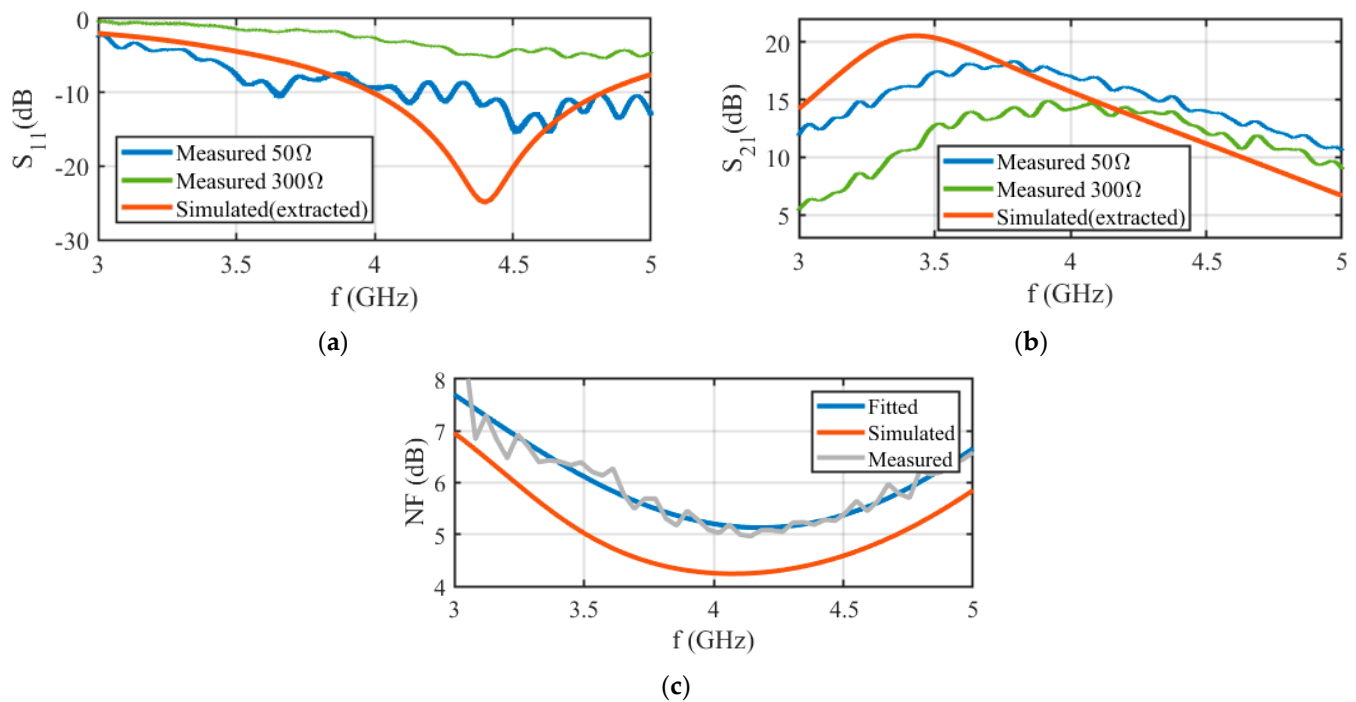 S11(dB)
0
-10
-20
-30
Measured 50Ω
Measured 300Ω
Simulated(extracted)
3 3.5 4 4.5 5
f (GHz)
(a)
S21(dB)
20
15
10
5
Measured 50Ω
Measured 300Ω
Simulated(extracted)
3 3.5 4 4.5 5
f (GHz)
(b)
NF (dB)
8
7
6
5
4
Fitted
Simulated
Measured
3 3.5 4 4.5 5
f (GHz)
(c)